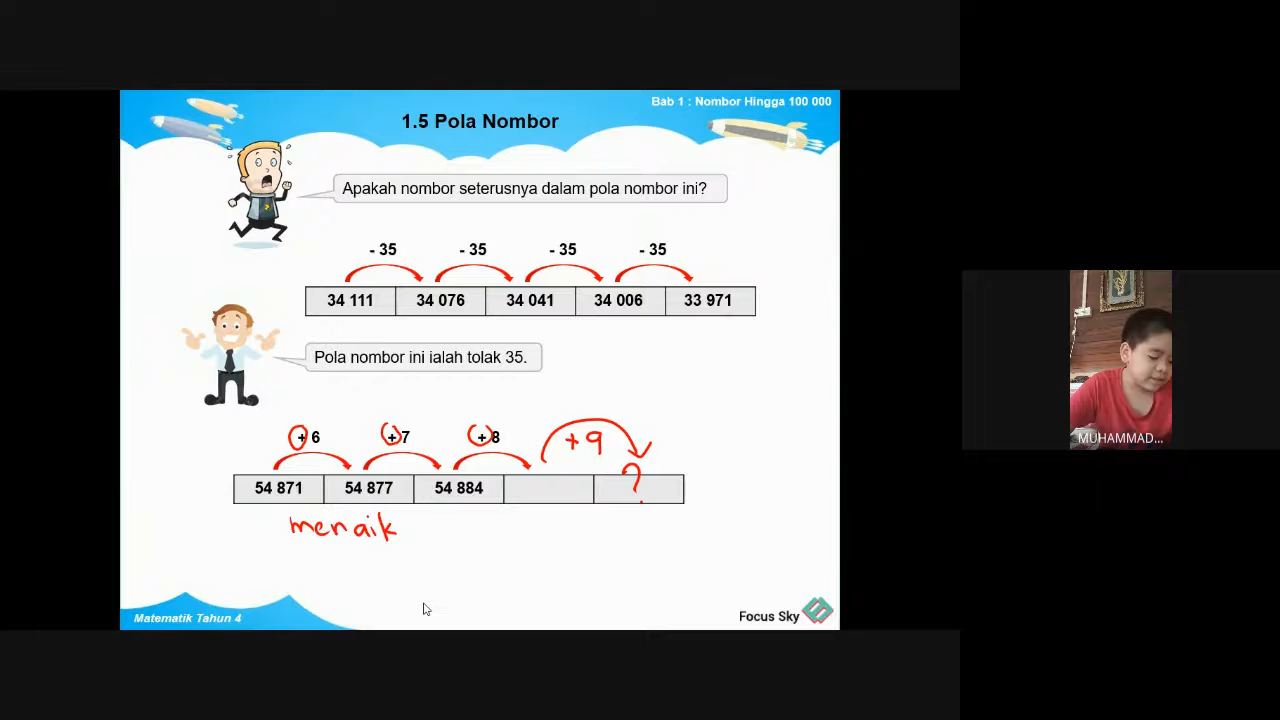 Bab 1 : Nombor Hingga 100 000
1.5 Pola Nombor
Apakah nombor seterusnya dalam pola nombor ini?
- 35 - 35 - 35 - 35
34 111 34 076 34 041 34 006 33 971
Pola nombor ini ialah tolak 35.
+ 6 + 7 + 8 +9
54 871 54 877 54 884 ?
menaik
Matematik Tahun 4
Focus Sky
MUHAMMAD...